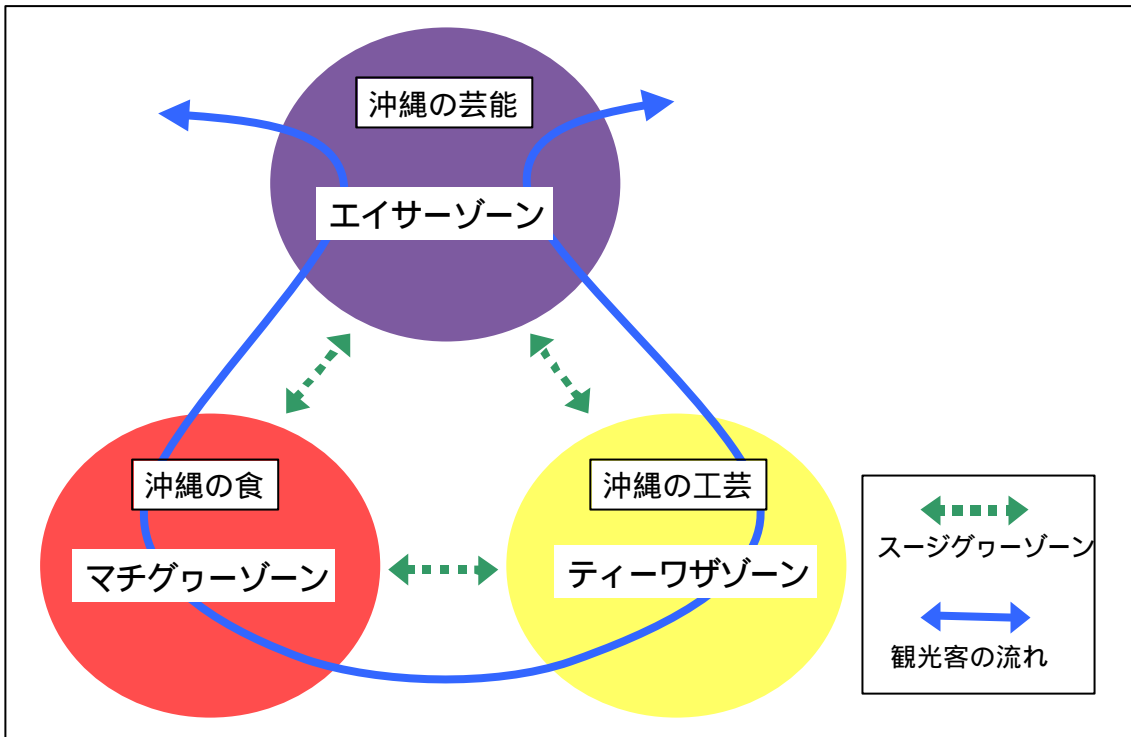 沖縄の芸能
エイサーゾーン
沖縄の食
マチグヮーゾーン
沖縄の工芸
ティーワザゾーン
スージグヮーゾーン
観光客の流れ